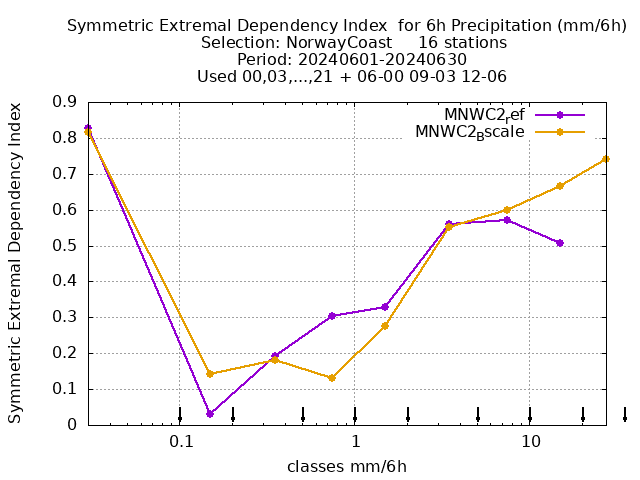 Symmetric Extremal Dependency Index  for 6h Precipitation (mm/6h)
Selection: NorwayCoast     16 stations
Period: 20240601-20240630
Used 00,03,...,21 + 06-00 09-03 12-06
MNWC2ref
MNWC2Bscale
Symmetric Extremal Dependency Index
0.9
0.8
0.7
0.6
0.5
0.4
0.3
0.2
0.1
0
0.1 1 10
classes mm/6h